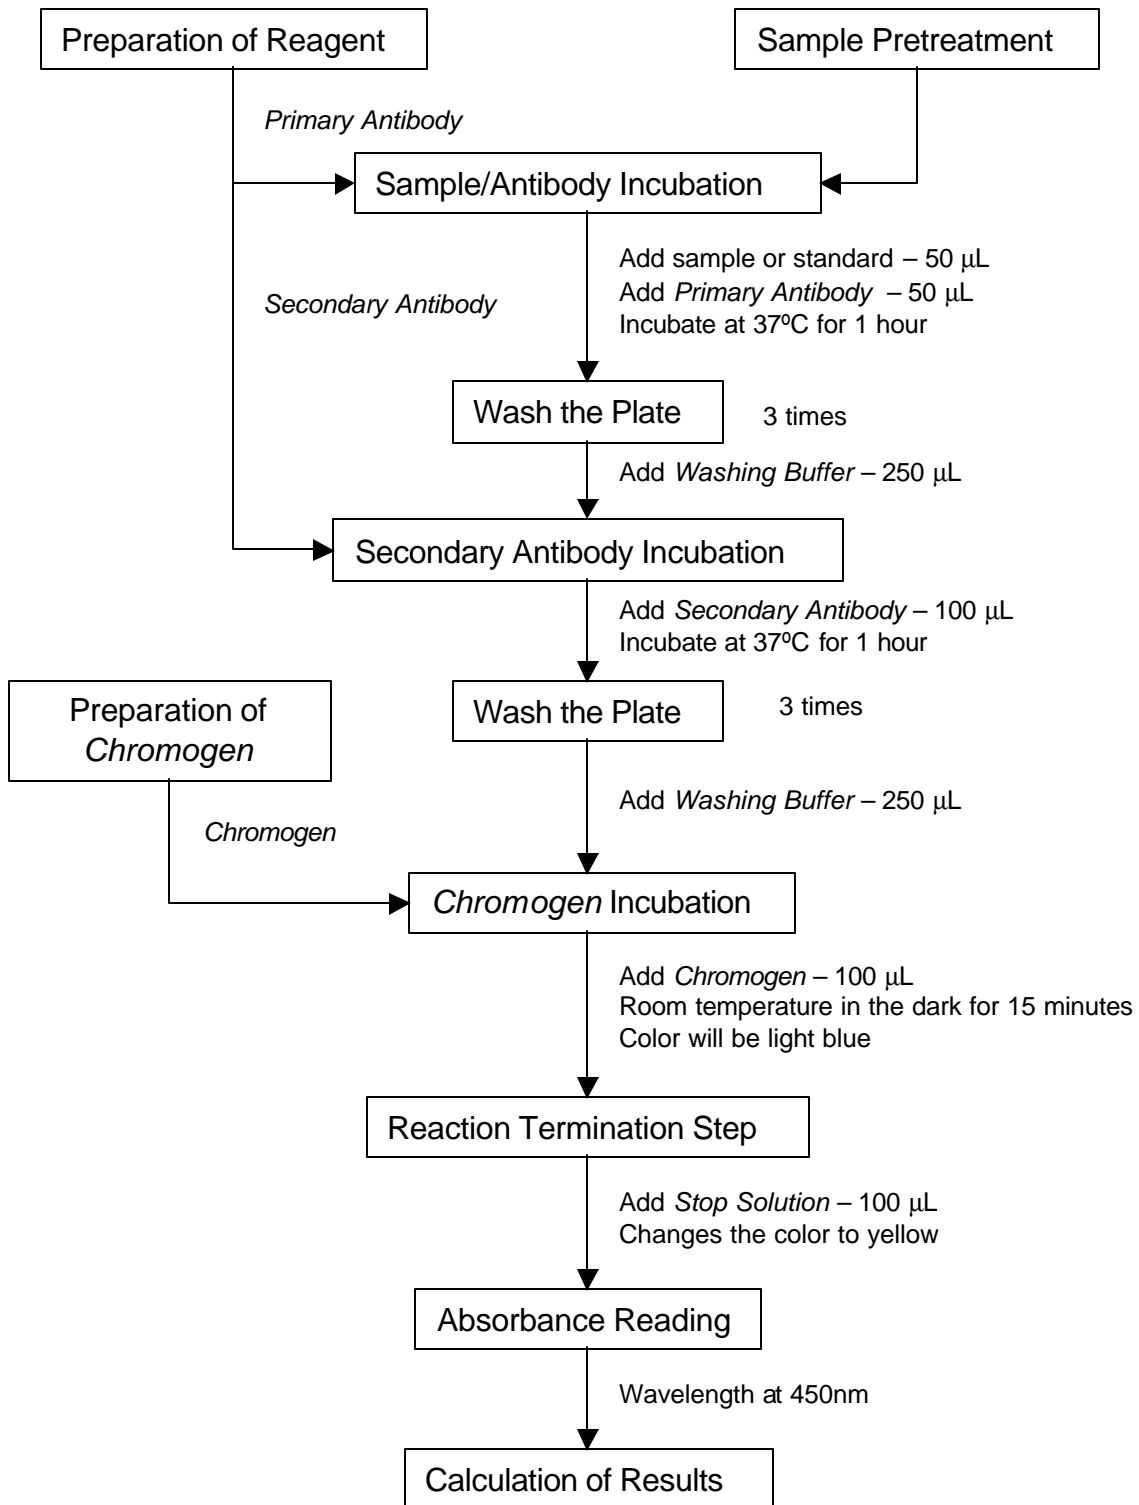 Preparation of Reagent
Sample Pretreatment
Primary Antibody
Sample/Antibody Incubation
Add sample or standard – 50 μL
Add Primary Antibody – 50 μL
Incubate at 37ºC for 1 hour
Secondary Antibody
Wash the Plate
3 times
Add Washing Buffer – 250 μL
Secondary Antibody Incubation
Add Secondary Antibody – 100 μL
Incubate at 37ºC for 1 hour
Wash the Plate
3 times
Preparation of
Chromogen
Add Washing Buffer – 250 μL
Chromogen
Chromogen Incubation
Add Chromogen – 100 μL
Room temperature in the dark for 15 minutes
Color will be light blue
Reaction Termination Step
Add Stop Solution – 100 μL
Changes the color to yellow
Absorbance Reading
Wavelength at 450nm
Calculation of Results